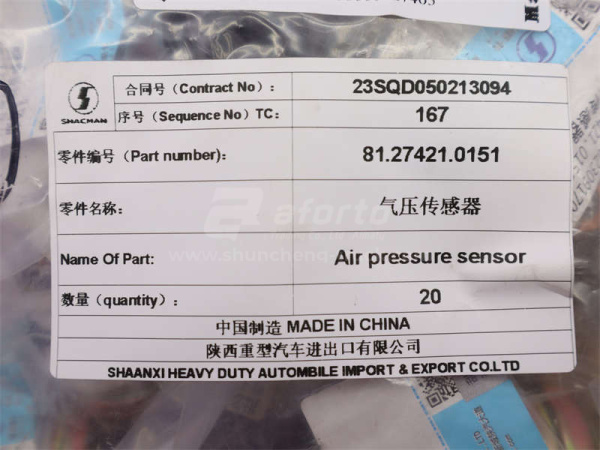 合同号（Contract No）：
23SQD050213094
序号（Sequence No）TC：
167
SHACMAN
零件编号（Part number）：
81.27421.0151
零件名称：
气压传感器
aforto
Name Of Part:
Air pressure sensor
数量（quantity）：
20
中国制造 MADE IN CHINA
陕西重型汽车进出口有限公司
SHAANXI HEAVY DUTY AUTOMBILE IMPORT & EXPORT CO.LTD